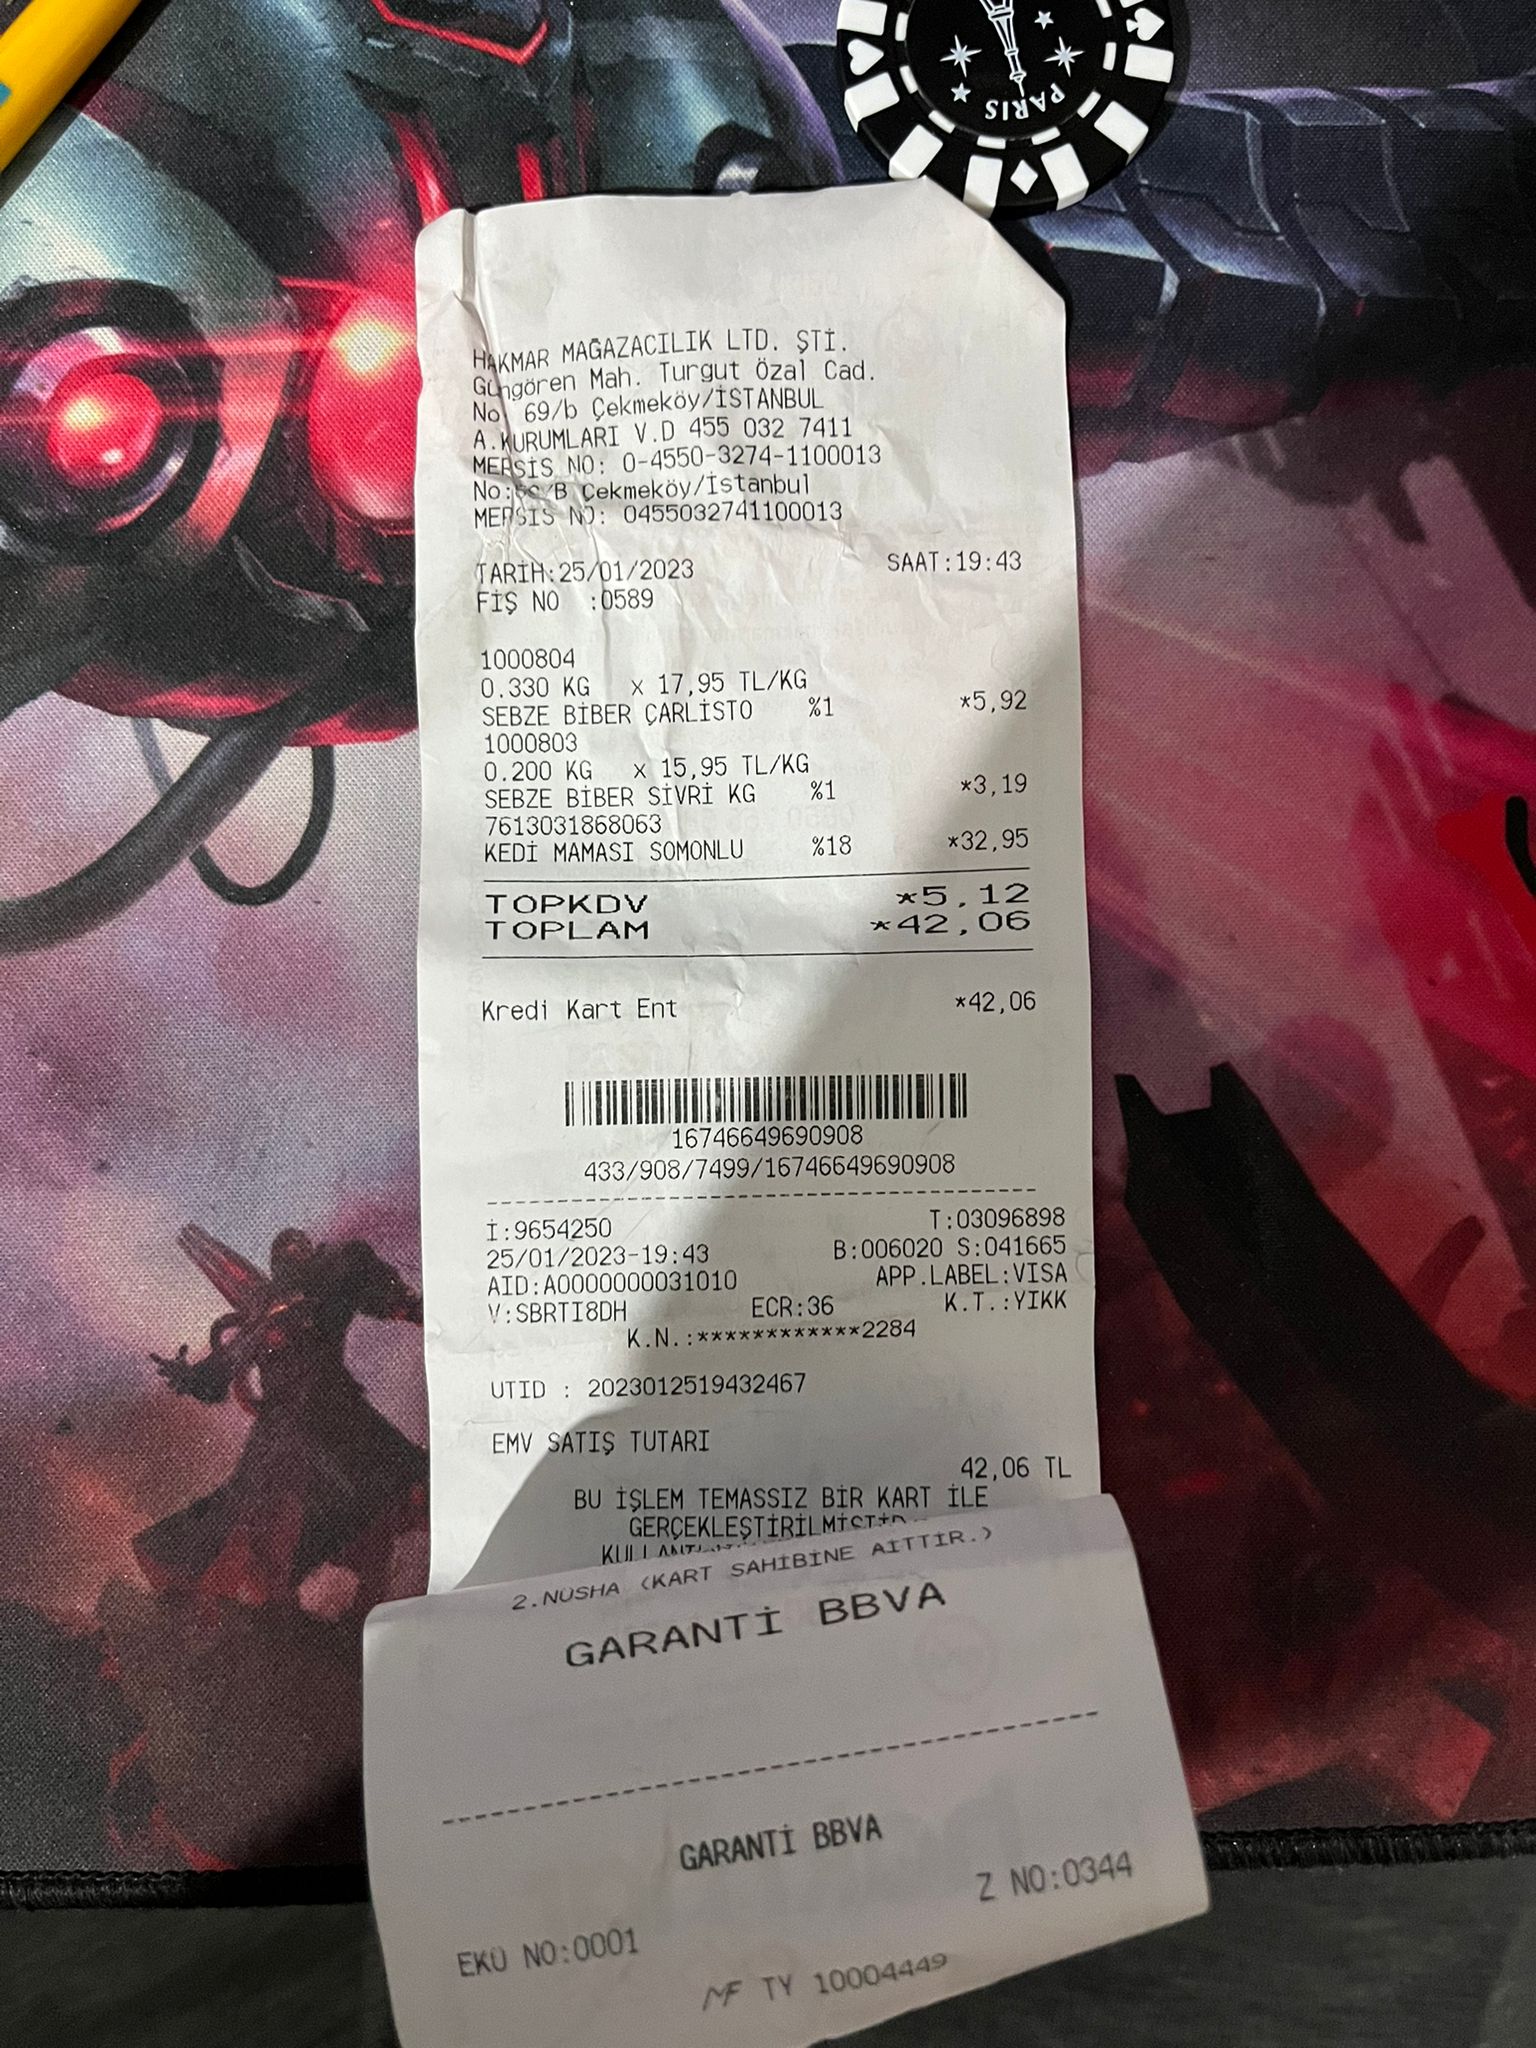 PARIS
HAKMAR MAĞAZACILIK LTD. ŞTİ.
Güngören Mah. Turgut Özal Cad.
No: 69/b Çekmeköy/İSTANBUL
A.KURUMLARI V.D 455 032 7411
MERSİS NO: 0-4550-3274-1100013
No: /B Çekmeköy/İstanbul
MERSİS NO: 0455032741100013
TARİH:25/01/2023 SAAT:19:43
FİŞ NO :0589
1000804
0.330 KG x 17,95 TL/KG
SEBZE BİBER ÇARLİSTO %1 *5,92
1000803
0.200 KG x 15,95 TL/KG
SEBZE BİBER SİVRİ KG %1 *3,19
7613031868063
KEDİ MAMASI SOMONLU %18 *32,95
TOPKDV *5,12
TOPLAM *42,06
Kredi Kart Ent *42,06
16746649690908
433/908/7499/16746649690908
İ:9654250 T:03096898
25/01/2023-19:43 B:006020 S:041665
AID:A0000000031010 APP.LABEL:VISA
V:SBRTI8DH ECR:36 K.T.:YIKK
K.N.:************2284
UTID : 2023012519432467
EMV SATIŞ TUTARI
42,06 TL
BU İŞLEM TEMASSIZ BİR KART İLE
GERÇEKLEŞTİRİLMİŞTİR
2.NÜSHA (KART SAHİBİNE AİTTİR.)
GARANTİ BBVA
GARANTİ BBVA
Z NO:0344
EKÜ NO:0001
MF TY 10004449